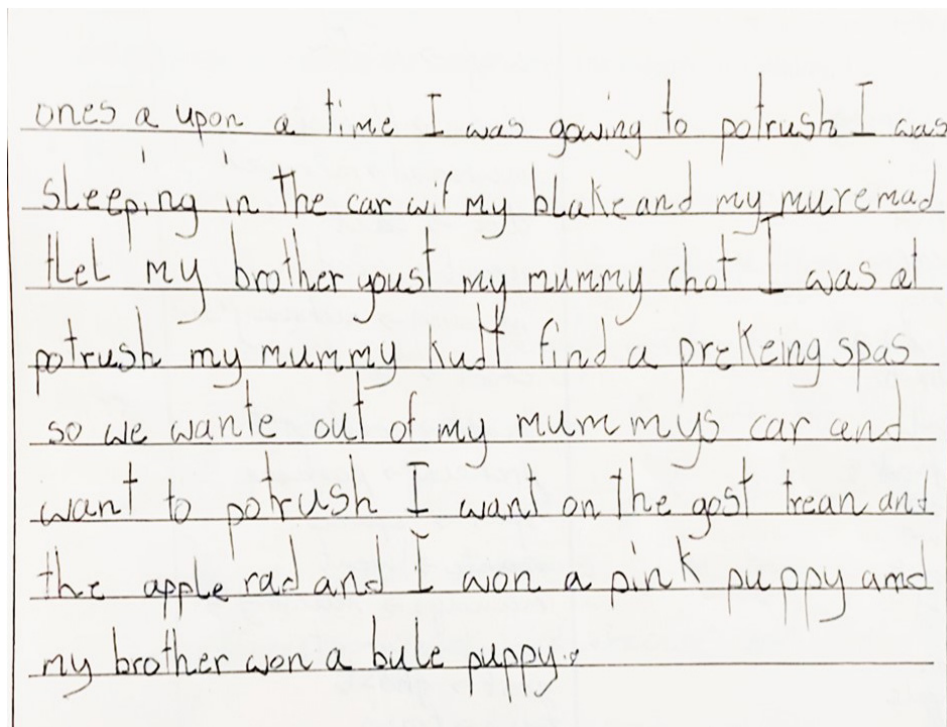 ones a upon a time I was gowing to potrush I was
sleeping in the car wif my blake and my muremad
tLet my brother youst my mummy chot I was at
potrush my mummy kudt find a prekeing spas
so we wante out of my mummys car and
want to potrush I want on the gost trean and
the apple rad and I won a pink puppy and
my brother won a bule puppy.